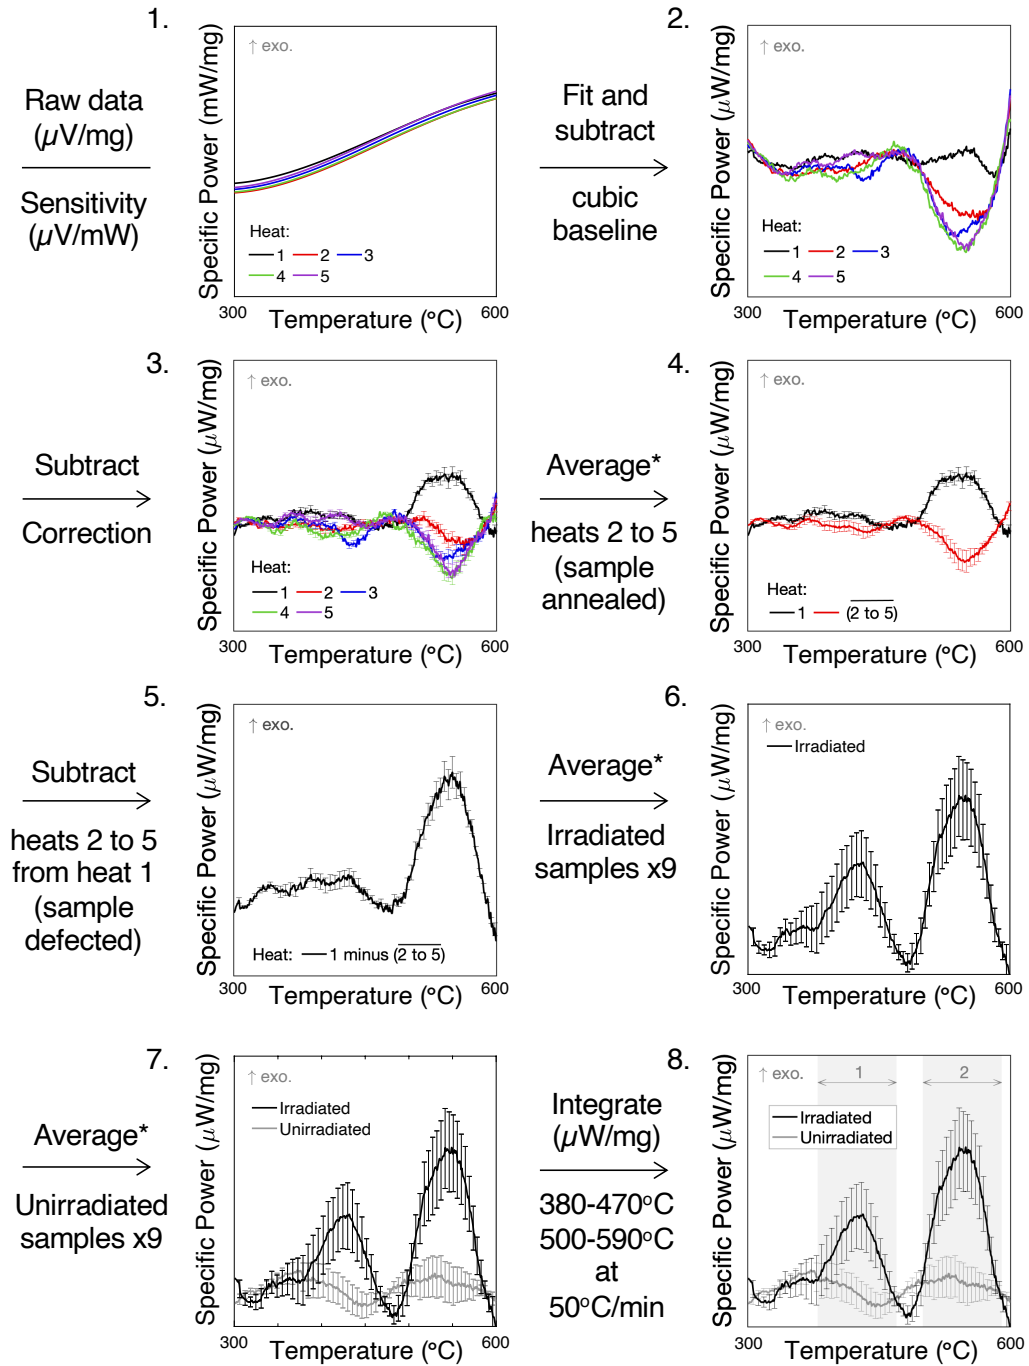 1.
Raw data
(µV/mg)
Sensitivity
(µV/mW)
Specific Power (mW/mg)
↑ exo.
Heat:
1 2 3
4 5
300 600
Temperature (°C)
2.
Fit and
subtract
cubic
baseline
Specific Power (µW/mg)
↑ exo.
Heat:
1 2 3
4 5
300 600
Temperature (°C)
3.
Subtract
Correction
Specific Power (µW/mg)
↑ exo.
Heat:
1 2 3
4 5
300 600
Temperature (°C)
4.
Average*
heats 2 to 5
(sample
annealed)
Specific Power (µW/mg)
↑ exo.
Heat:
1 (2 to 5)
300 600
Temperature (°C)
5.
Subtract
heats 2 to 5
from heat 1
(sample
defected)
Specific Power (µW/mg)
↑ exo.
Heat: 1 minus (2 to 5)
300 600
Temperature (°C)
6.
Average*
Irradiated
samples x9
Specific Power (µW/mg)
↑ exo.
Irradiated
300 600
Temperature (°C)
7.
Average*
Unirradiated
samples x9
Specific Power (µW/mg)
↑ exo.
Irradiated
Unirradiated
300 600
Temperature (°C)
8.
Integrate
(µW/mg)
380-470°C
500-590°C
at
50°C/min
Specific Power (µW/mg)
↑ exo.
1 2
Irradiated
Unirradiated
300 600
Temperature (°C)